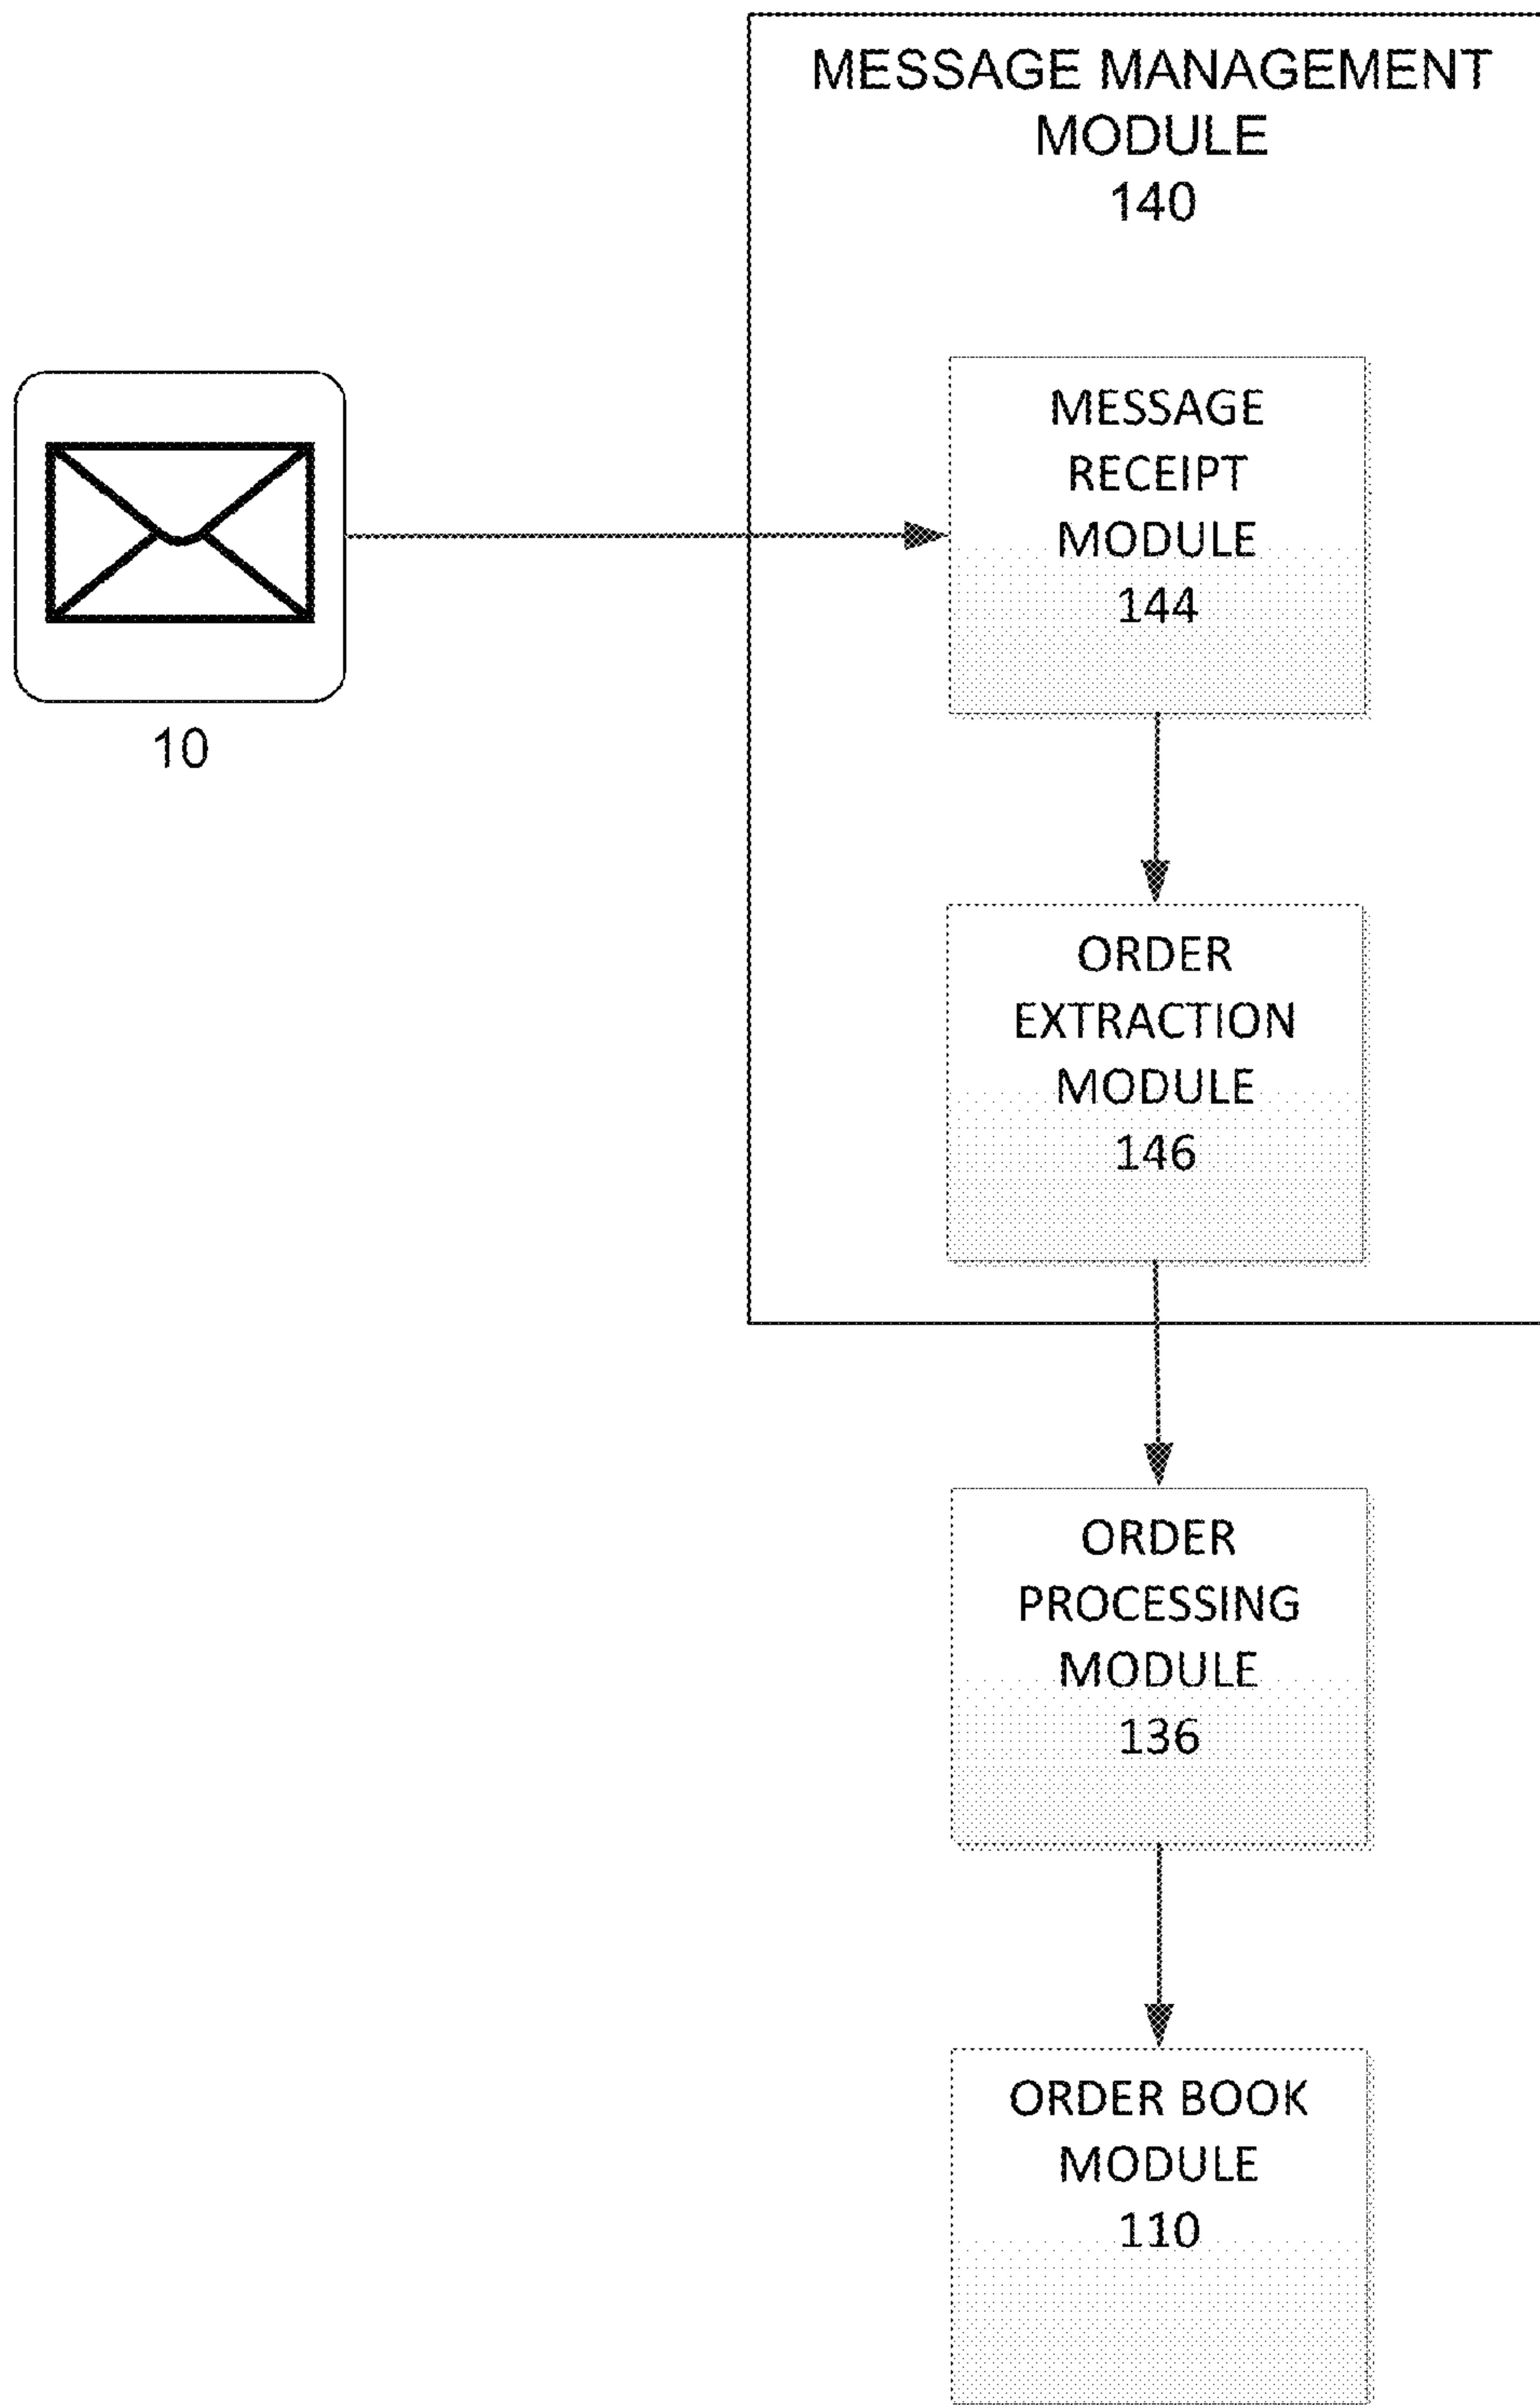 MESSAGE MANAGEMENT
MODULE
140
MESSAGE
RECEIPT
MODULE
144
10
ORDER
EXTRACTION
MODULE
146
ORDER
PROCESSING
MODULE
136
ORDER BOOK
MODULE
110